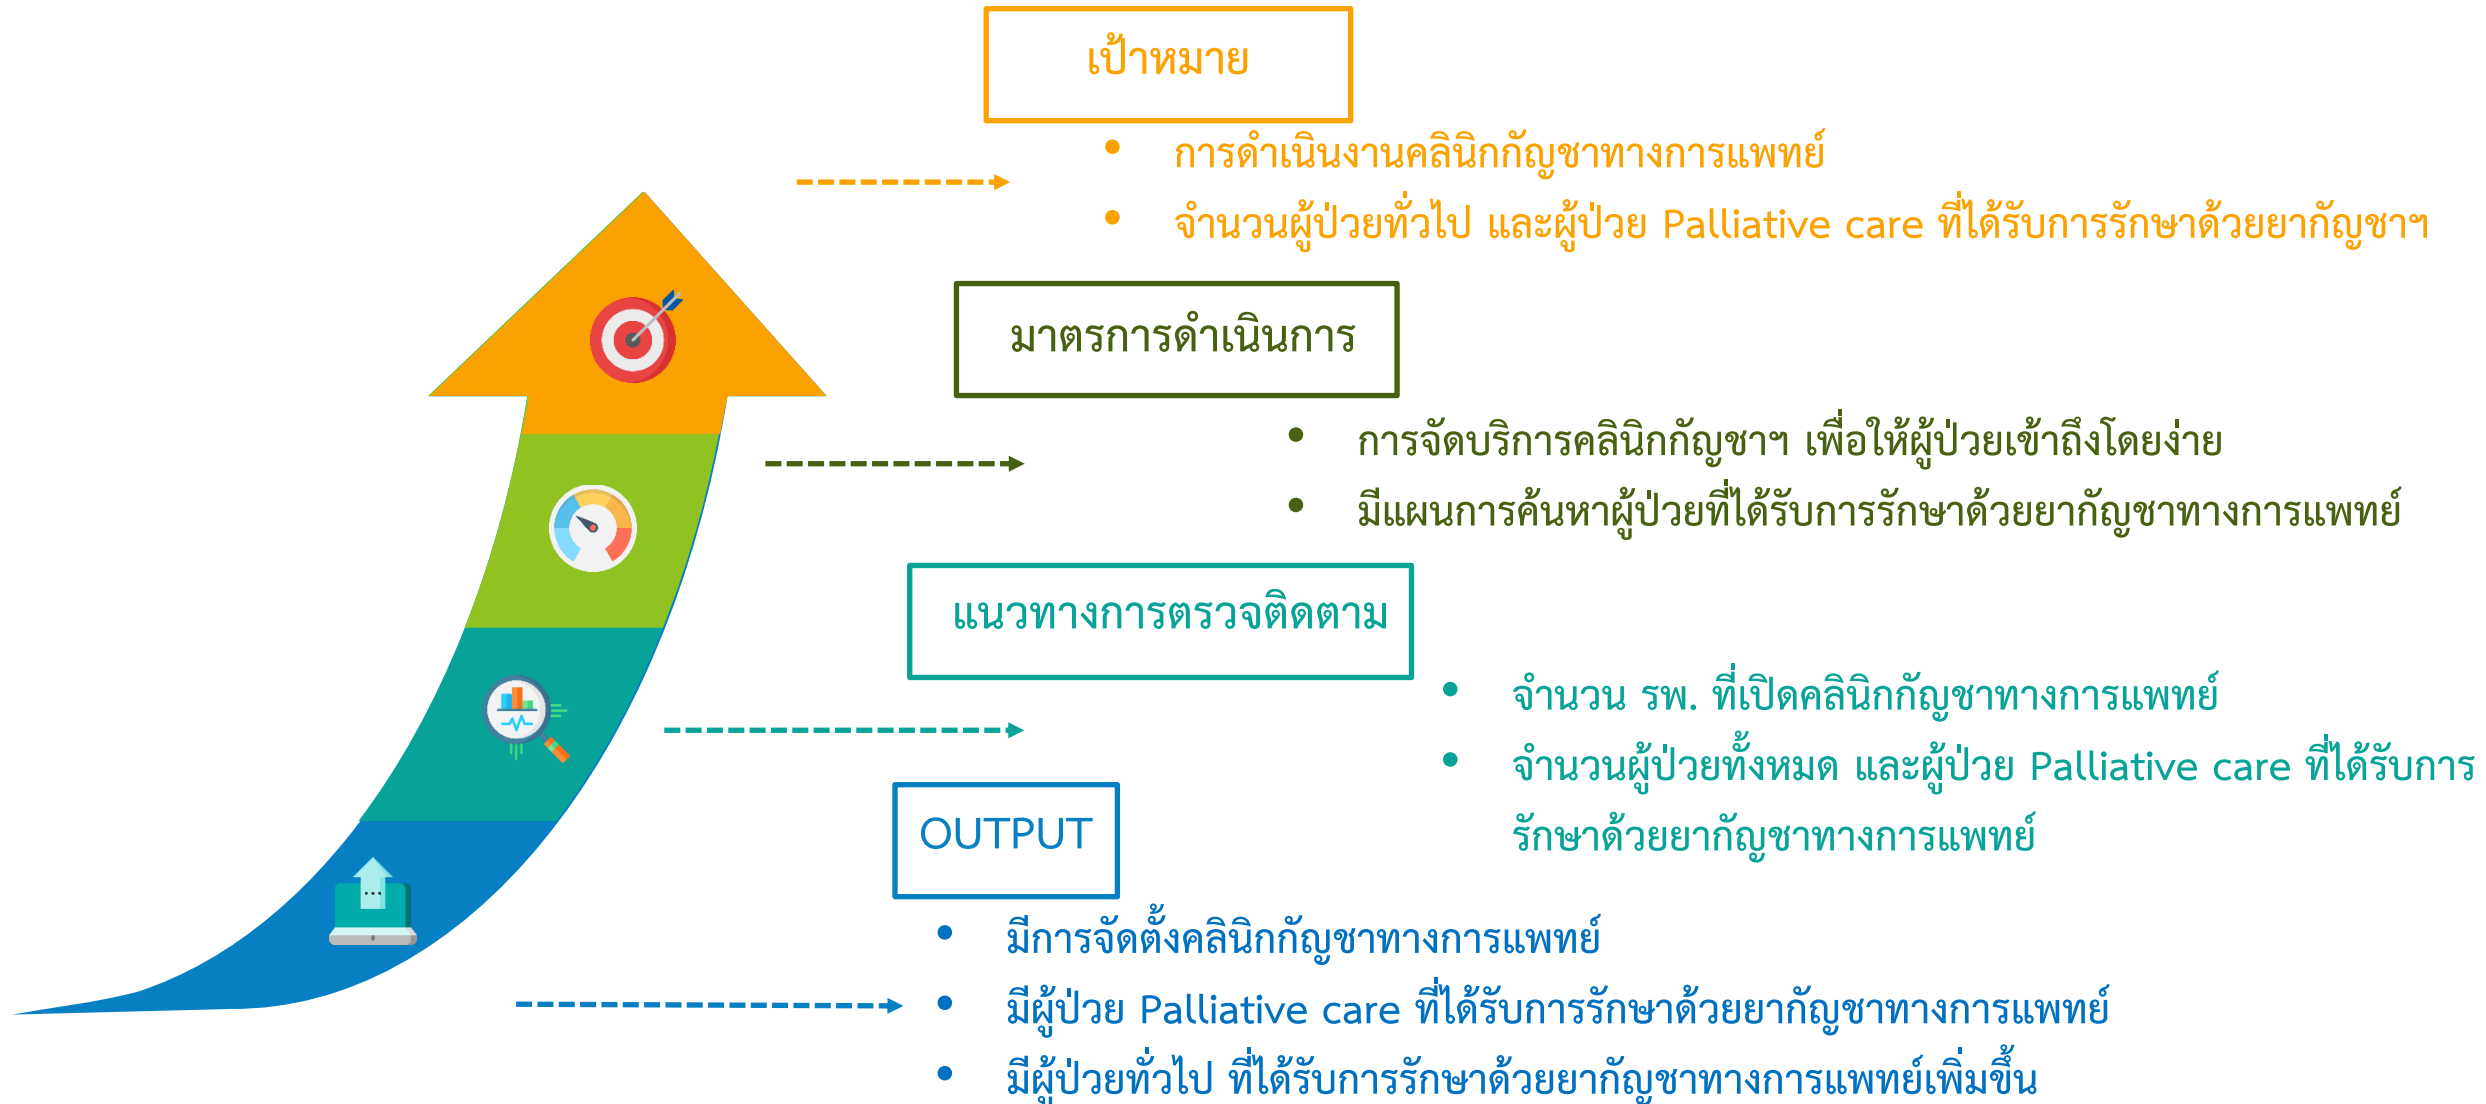 เป้าหมาย
• การดำเนินงานคลินิกกัญชาทางการแพทย์
• จำนวนผู้ป่วยทั่วไป และผู้ป่วย Palliative care ที่ได้รับการรักษาด้วยยากัญชาฯ
มาตรการดำเนินการ
• การจัดบริการคลินิกกัญชาฯ เพื่อให้ผู้ป่วยเข้าถึงโดยง่าย
• มีแผนการค้นหาผู้ป่วยที่ได้รับการรักษาด้วยยากัญชาทางการแพทย์
แนวทางการตรวจติดตาม
• จำนวน รพ. ที่เปิดคลินิกกัญชาทางการแพทย์
• จำนวนผู้ป่วยทั้งหมด และผู้ป่วย Palliative care ที่ได้รับการ
รักษาด้วยยากัญชาทางการแพทย์
OUTPUT
• มีการจัดตั้งคลินิกกัญชาทางการแพทย์
• มีผู้ป่วย Palliative care ที่ได้รับการรักษาด้วยยากัญชาทางการแพทย์
• มีผู้ป่วยทั่วไป ที่ได้รับการรักษาด้วยยากัญชาทางการแพทย์เพิ่มขึ้น